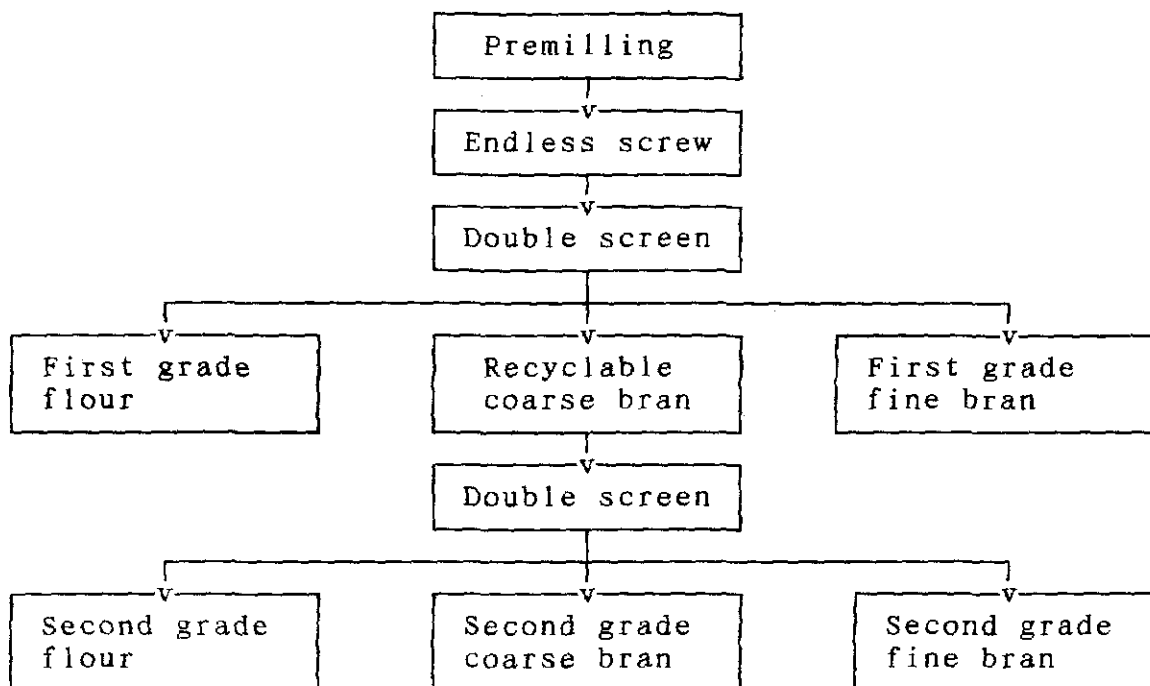 Premilling
Endless screw
Double screen
First grade
flour
Recyclable
coarse bran
First grade
fine bran
Double screen
Second grade
flour
Second grade
coarse bran
Second grade
fine bran